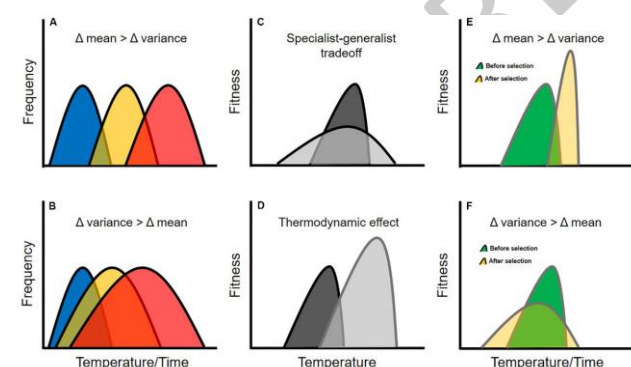 A
Δ mean > Δ variance
Frequency
C
Specialist-generalist
tradeoff
Fitness
E
Δ mean > Δ variance
Before selection
After selection
Fitness
B
Δ variance > Δ mean
Frequency
Temperature/Time
D
Thermodynamic effect
Fitness
Temperature
F
Δ variance > Δ mean
Before selection
After selection
Fitness
Temperature/Time